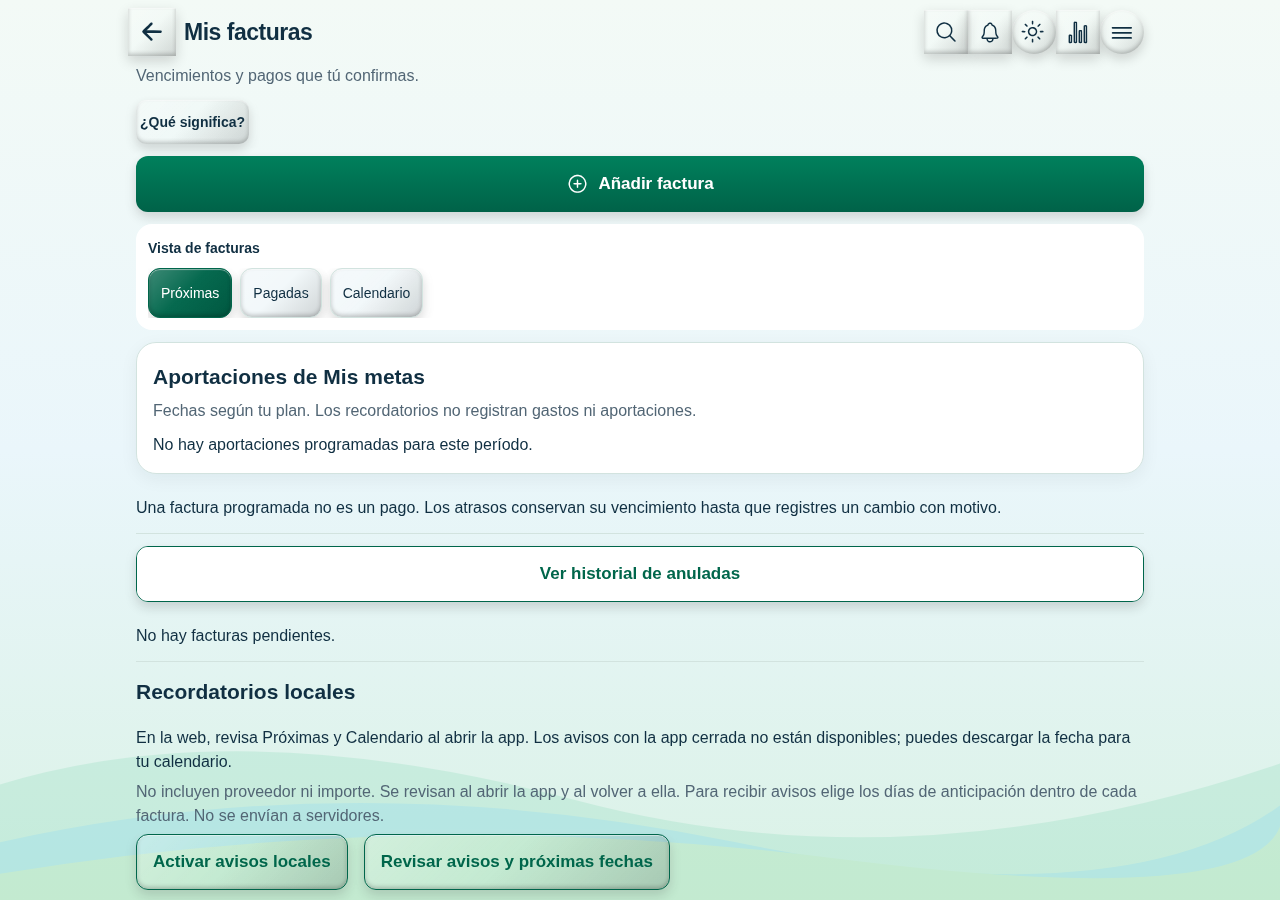 Mis facturas
Vencimientos y pagos que tú confirmas.
¿Qué significa?
Añadir factura
Vista de facturas
Próximas
Pagadas
Calendario
Aportaciones de Mis metas
Fechas según tu plan. Los recordatorios no registran gastos ni aportaciones.
No hay aportaciones programadas para este período.
Una factura programada no es un pago. Los atrasos conservan su vencimiento hasta que registres un cambio con motivo.
Ver historial de anuladas
No hay facturas pendientes.
Recordatorios locales
En la web, revisa Próximas y Calendario al abrir la app. Los avisos con la app cerrada no están disponibles; puedes descargar la fecha para
tu calendario.
No incluyen proveedor ni importe. Se revisan al abrir la app y al volver a ella. Para recibir avisos elige los días de anticipación dentro de cada
factura. No se envían a servidores.
Activar avisos locales
Revisar avisos y próximas fechas